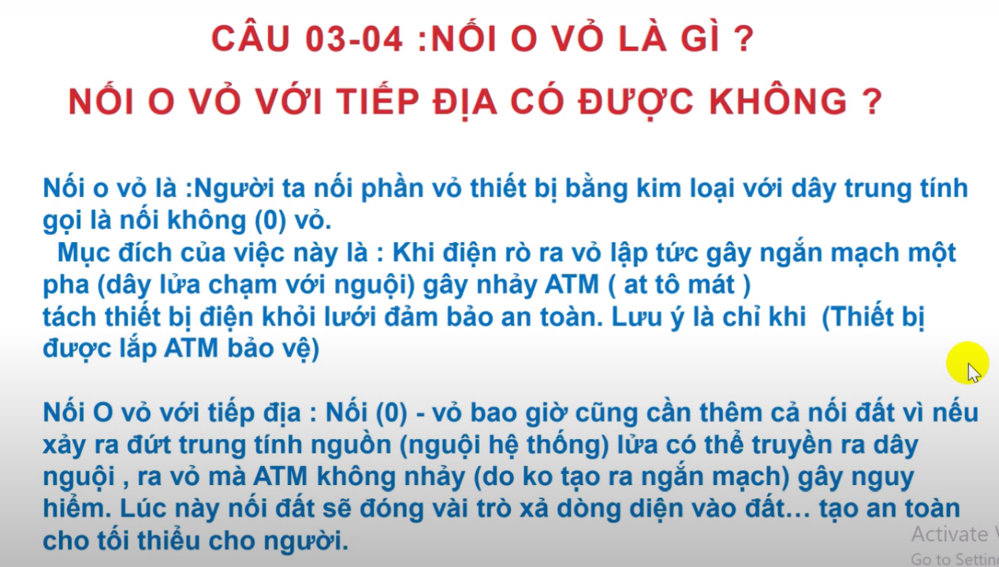 CÂU 03-04 :NỐI O VỎ LÀ GÌ ?
NỐI O VỎ VỚI TIẾP ĐỊA CÓ ĐƯỢC KHÔNG ?
Nối o vỏ là :Người ta nối phần vỏ thiết bị bằng kim loại với dây trung tính
gọi là nối không (0) vỏ.
Mục đích của việc này là : Khi điện rò ra vỏ lập tức gây ngắn mạch một
pha (dây lửa chạm với nguội) gây nhảy ATM ( at tô mát )
tách thiết bị điện khỏi lưới đảm bảo an toàn. Lưu ý là chỉ khi (Thiết bị
được lắp ATM bảo vệ)
Nối O vỏ với tiếp địa : Nối (0) - vỏ bao giờ cũng cần thêm cả nối đất vì nếu
xảy ra đứt trung tính nguồn (nguội hệ thống) lửa có thể truyền ra dây
nguội , ra vỏ mà ATM không nhảy (do ko tạo ra ngắn mạch) gây nguy
hiểm. Lúc này nối đất sẽ đóng vài trò xả dòng diện vào đất... tạo an toàn
cho tối thiểu cho người.
Activate
Go to Settin